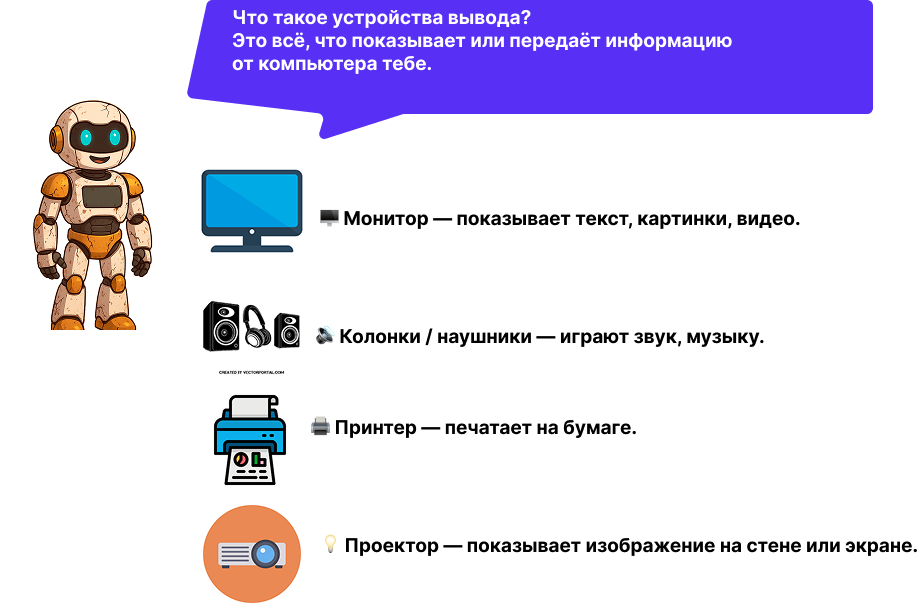 Что такое устройства вывода?
Это всё, что показывает или передаёт информацию
от компьютера тебе.
🖥️ Монитор — показывает текст, картинки, видео.
🔊 Колонки / наушники — играют звук, музыку.
CREATED BY VECTORPORTAL.COM
🖨️ Принтер — печатает на бумаге.
💡 Проектор — показывает изображение на стене или экране.